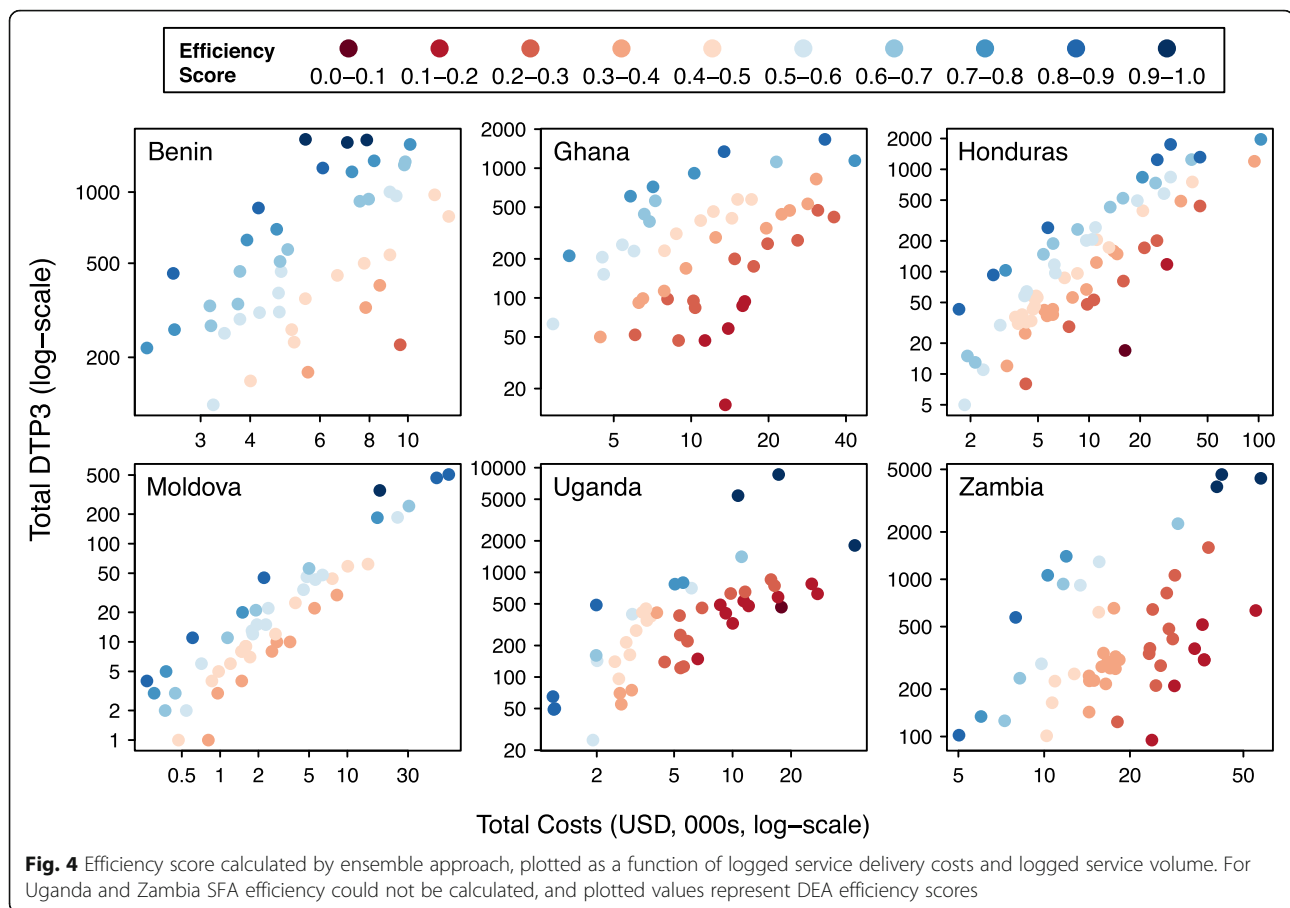 Efficiency
Score
0.0–0.1 0.1–0.2 0.2–0.3 0.3–0.4 0.4–0.5 0.5–0.6 0.6–0.7 0.7–0.8 0.8–0.9 0.9–1.0
Total DTP3 (log–scale)
Benin
1000
500
200
3 4 6 8 10
Ghana
2000
1000
500
200
100
50
20
5 10 20 40
Honduras
2000
1000
500
200
100
50
20
10
5
2 5 10 20 50 100
Moldova
500
200
100
50
20
10
5
2
1
0.5 1 2 5 10 30
Uganda
10000
5000
2000
1000
500
200
100
50
20
2 5 10 20
Zambia
5000
2000
1000
500
200
100
5 10 20 50
Total Costs (USD, 000s, log–scale)
Fig. 4 Efficiency score calculated by ensemble approach, plotted as a function of logged service delivery costs and logged service volume. For
Uganda and Zambia SFA efficiency could not be calculated, and plotted values represent DEA efficiency scores